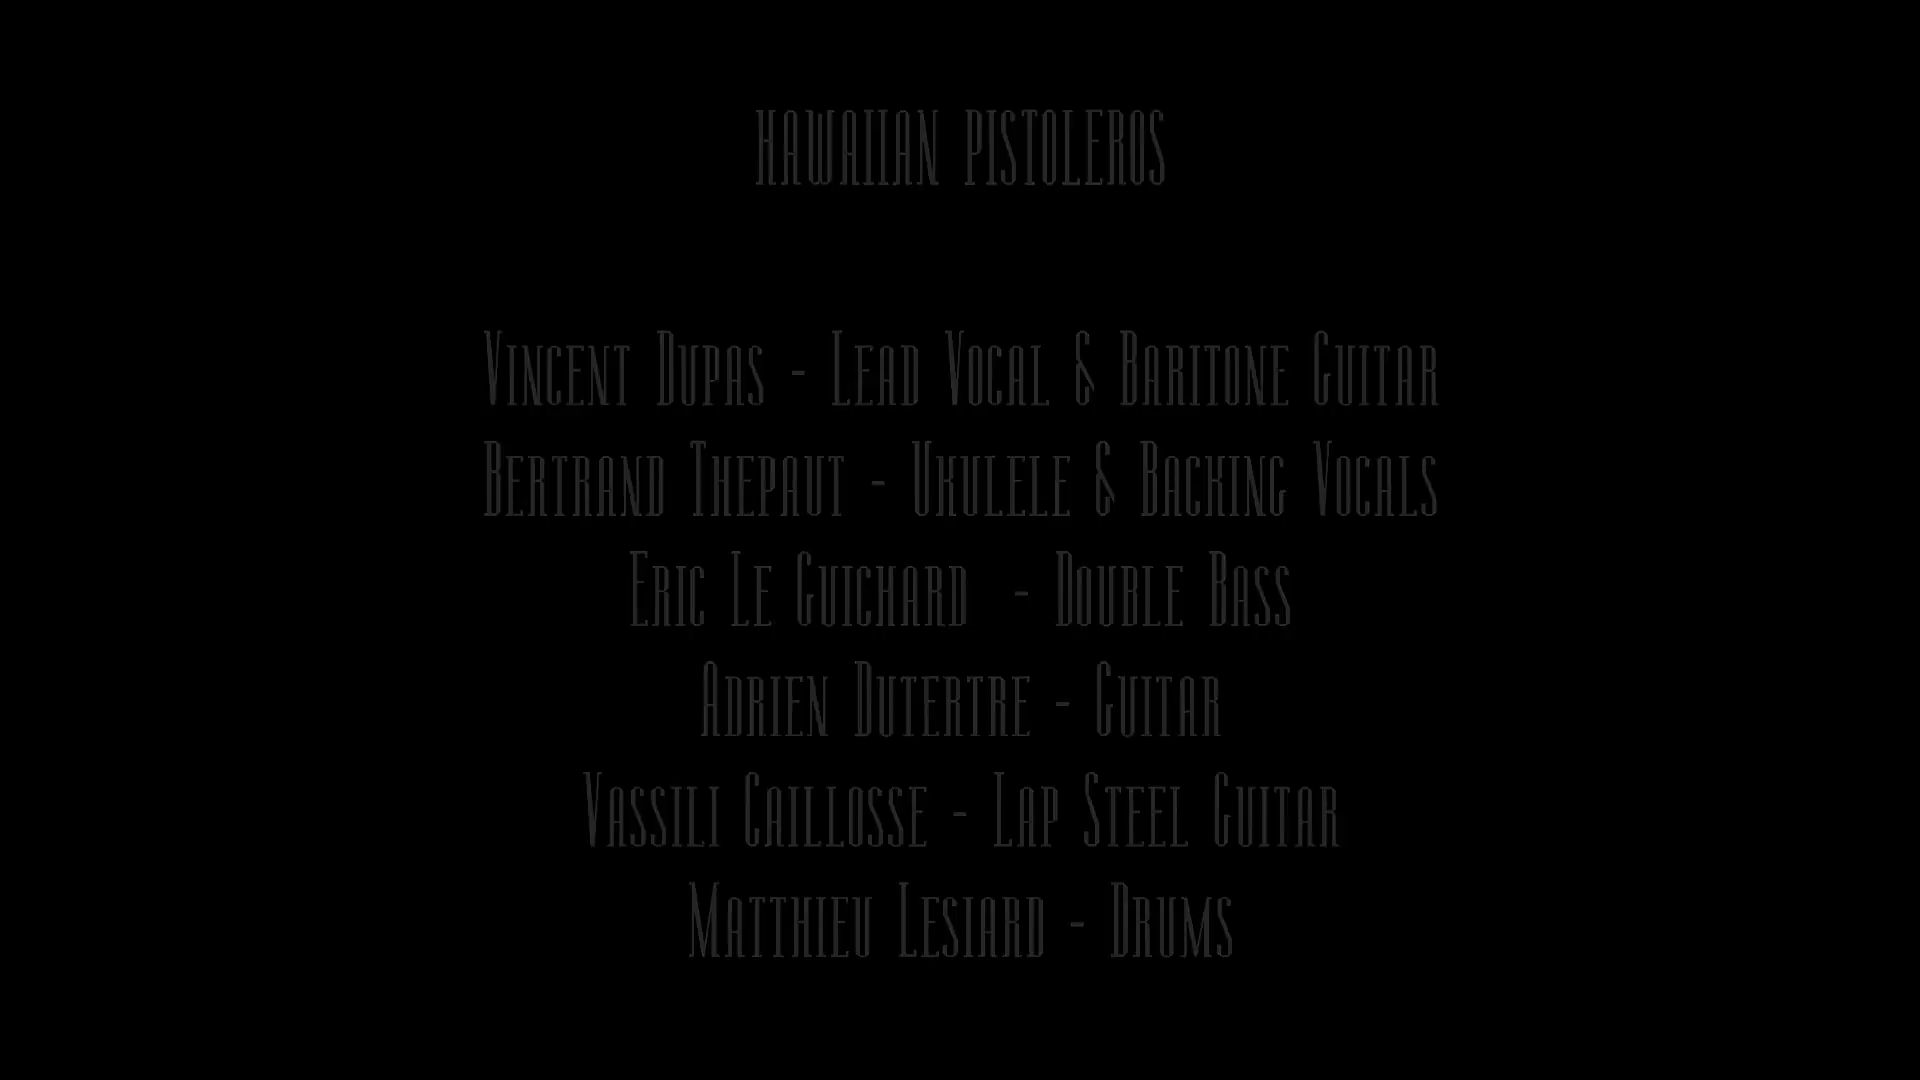 HAWAIIAN PISTOLEROS
Vincent Dupas - Lead Vocal & Baritone Guitar
Bertrand Thepaut - Ukulele & Backing Vocals
Eric Le Guichard - Double Bass
Adrien Dutertre - Guitar
Vassili Caillosse - Lap Steel Guitar
Matthieu Lesiard - Drums